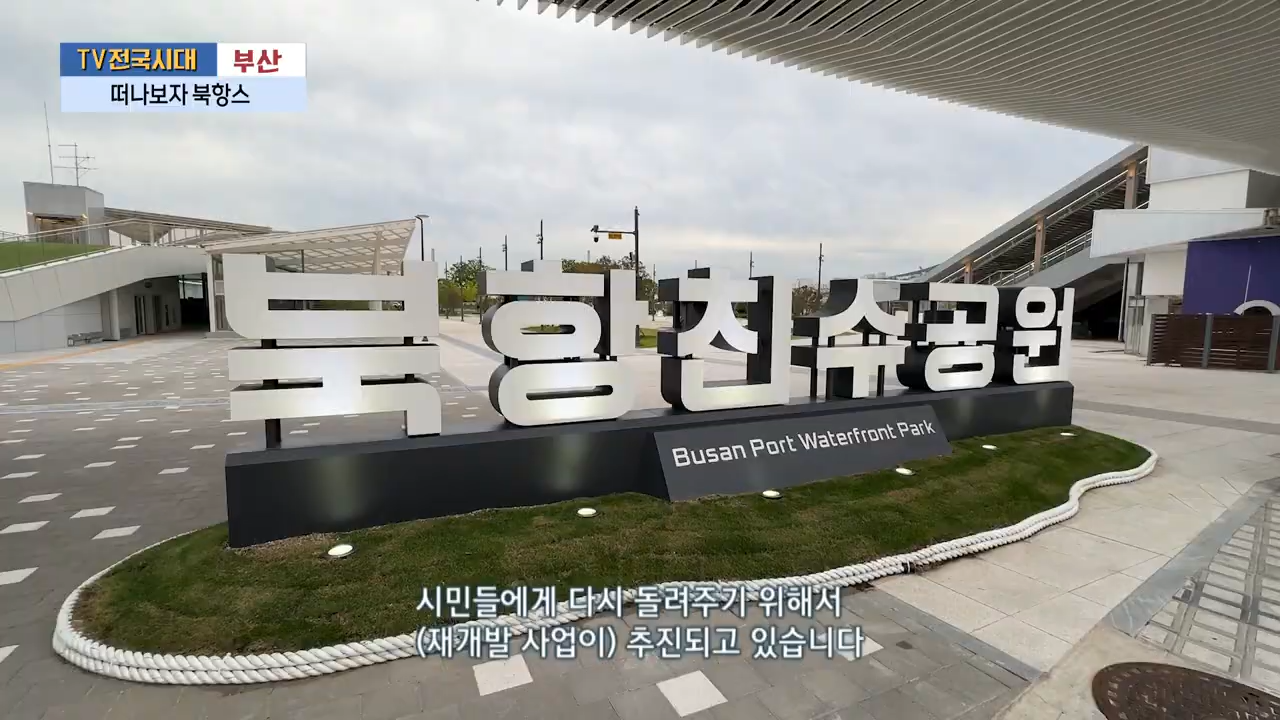 TV전국시대 부산
떠나보자 북항스
북항친수공원
Busan Port Waterfront Park
시민들에게 다시 돌려주기 위해서
(재개발 사업이) 추진되고 있습니다